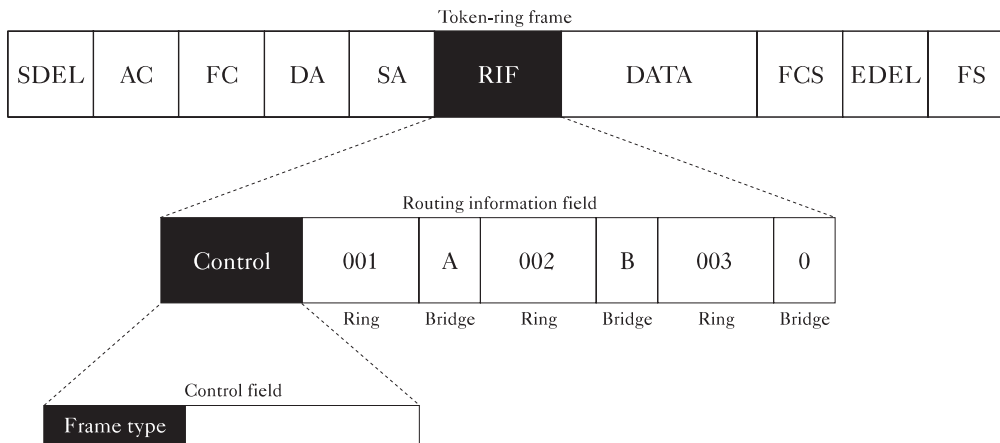 Token-ring frame
SDEL AC FC DA SA RIF DATA FCS EDEL FS
Routing information field
Control 001 A 002 B 003 0
Ring Bridge Ring Bridge Ring Bridge
Control field
Frame type